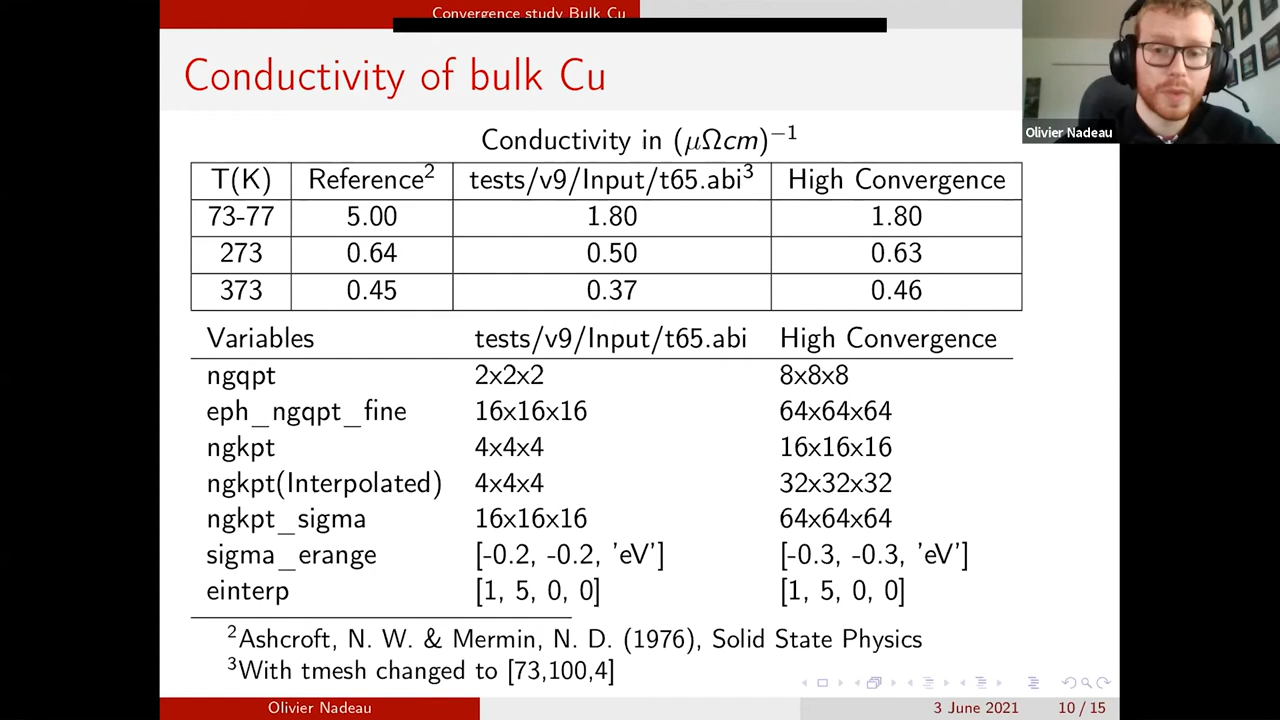 Convergence study Bulk Cu
Conductivity of bulk Cu
Olivier Nadeau
Conductivity in (μΩcm)⁻¹
T(K) Reference² tests/v9/Input/t65.abi³ High Convergence
73-77 5.00 1.80 1.80
273 0.64 0.50 0.63
373 0.45 0.37 0.46
Variables tests/v9/Input/t65.abi High Convergence
ngqpt 2x2x2 8x8x8
eph_ngqpt_fine 16x16x16 64x64x64
ngkpt 4x4x4 16x16x16
ngkpt(Interpolated) 4x4x4 32x32x32
ngkpt_sigma 16x16x16 64x64x64
sigma_erange [-0.2, -0.2, 'eV'] [-0.3, -0.3, 'eV']
einterp [1, 5, 0, 0] [1, 5, 0, 0]
²Ashcroft, N. W. & Mermin, N. D. (1976), Solid State Physics
³With tmesh changed to [73,100,4]
Olivier Nadeau 3 June 2021 10 / 15